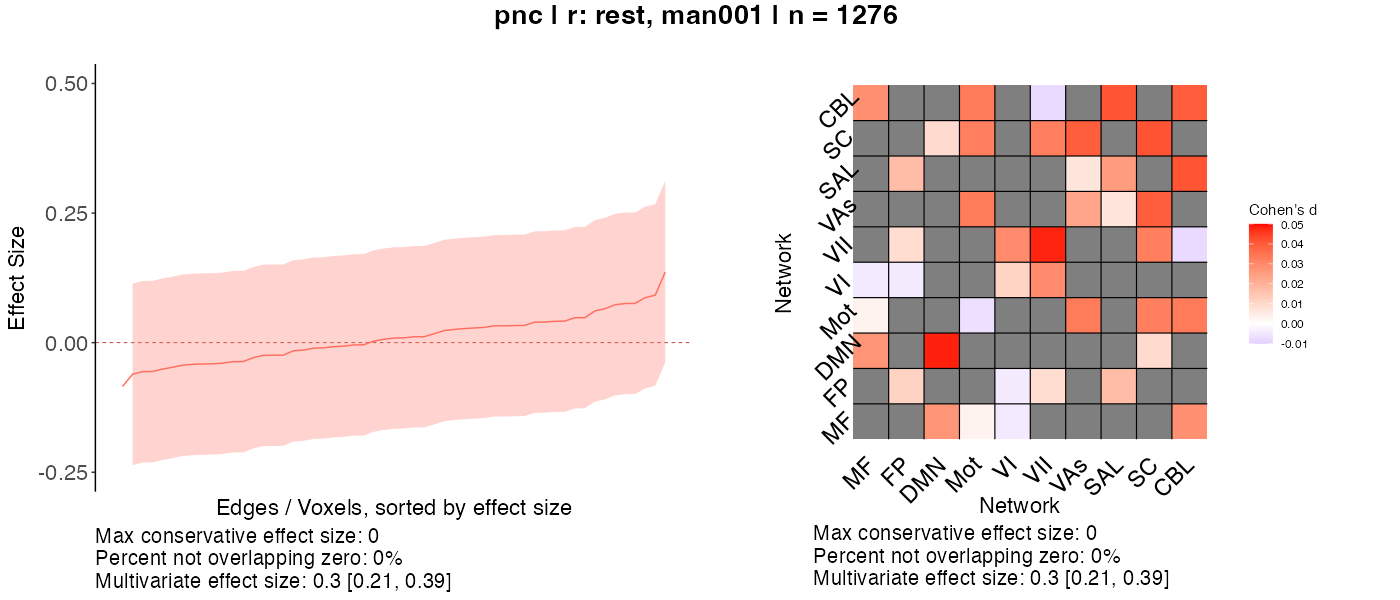 pnc | r: rest, man001 | n = 1276
0.50
0.25
0.00
-0.25
Effect Size
Edges / Voxels, sorted by effect size
Max conservative effect size: 0
Percent not overlapping zero: 0%
Multivariate effect size: 0.3 [0.21, 0.39]
Network
CBL
SC
SAL
VAs
VII
VI
Mot
DMN
FP
MF
MF
FP
DMN
Mot
VI
VII
VAs
SAL
SC
CBL
Network
Max conservative effect size: 0
Percent not overlapping zero: 0%
Multivariate effect size: 0.3 [0.21, 0.39]
Cohen's d
0.05
0.04
0.03
0.02
0.01
0.00
-0.01